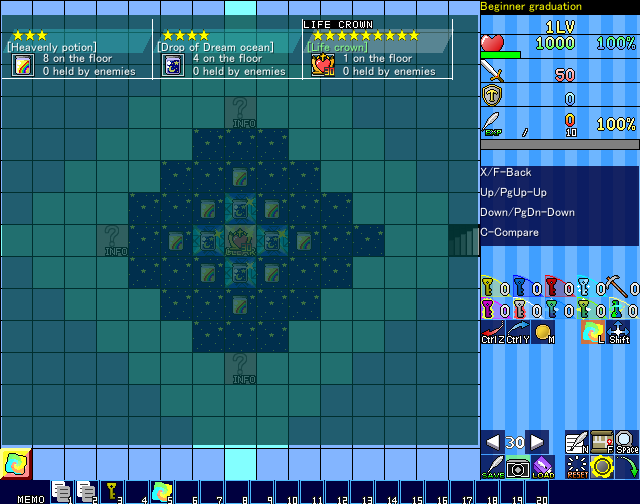 Beginner graduation
LIFE CROWN
[Heavenly potion]
8 on the floor
0 held by enemies
[Drop of Dream ocean]
4 on the floor
0 held by enemies
[Life crown]
1 on the floor
0 held by enemies
1LV
1000 100%
50
0
EXP / 0 10 100%
INFO
INFO
INFO
X/F-Back
Up/PgUp-Up
Down/PgDn-Down
C-Compare
0 0 0 0 0
0 0 0 0 0
Ctrl Z Ctrl Y M L Shift
30 N F Space
SAVE LOAD RESET
MEMO 1 2 3 4 5 6 7 8 9 10 11 12 13 14 15 16 17 18 19 20